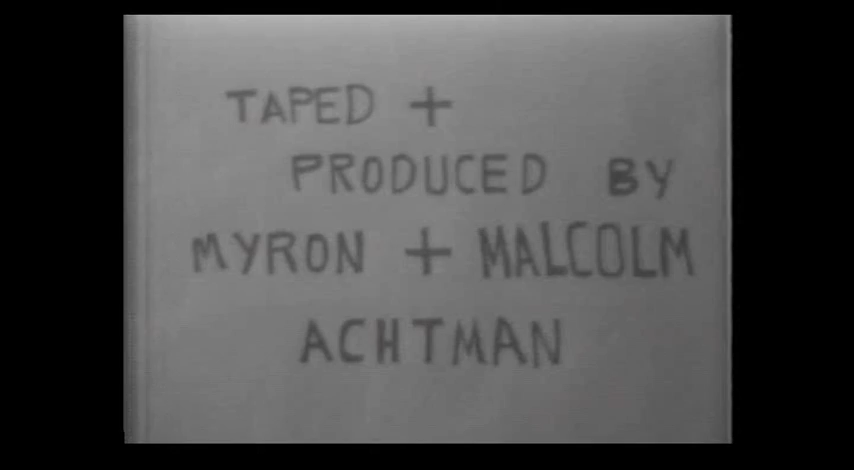 TAPED +
PRODUCED BY
MYRON + MALCOLM
ACHTMAN